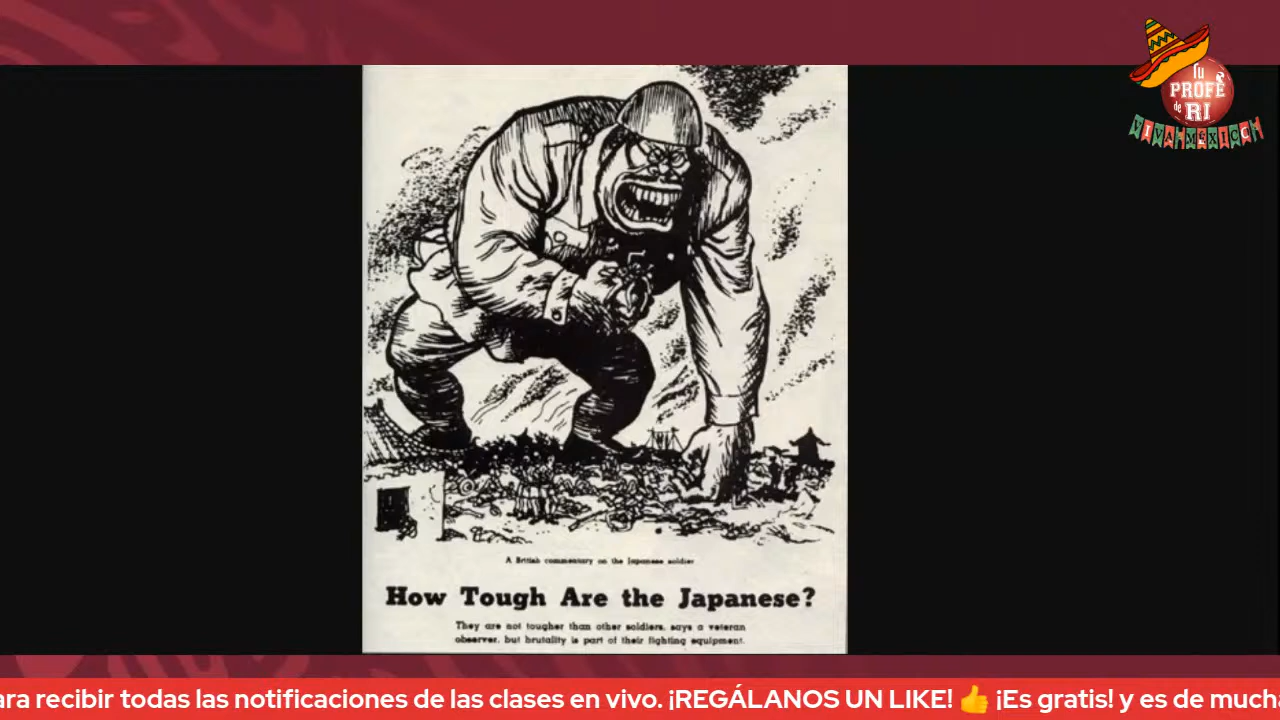 Tu
PROFE
de RI
VIVA MEXICO
A British commentary on the Japanese soldier
How Tough Are the Japanese?
They are not tougher than other soldiers, says a veteran
observer, but brutality is part of their fighting equipment.
ara recibir todas las notificaciones de las clases en vivo. ¡REGÁLANOS UN LIKE! 👍 ¡Es gratis! y es de mucha